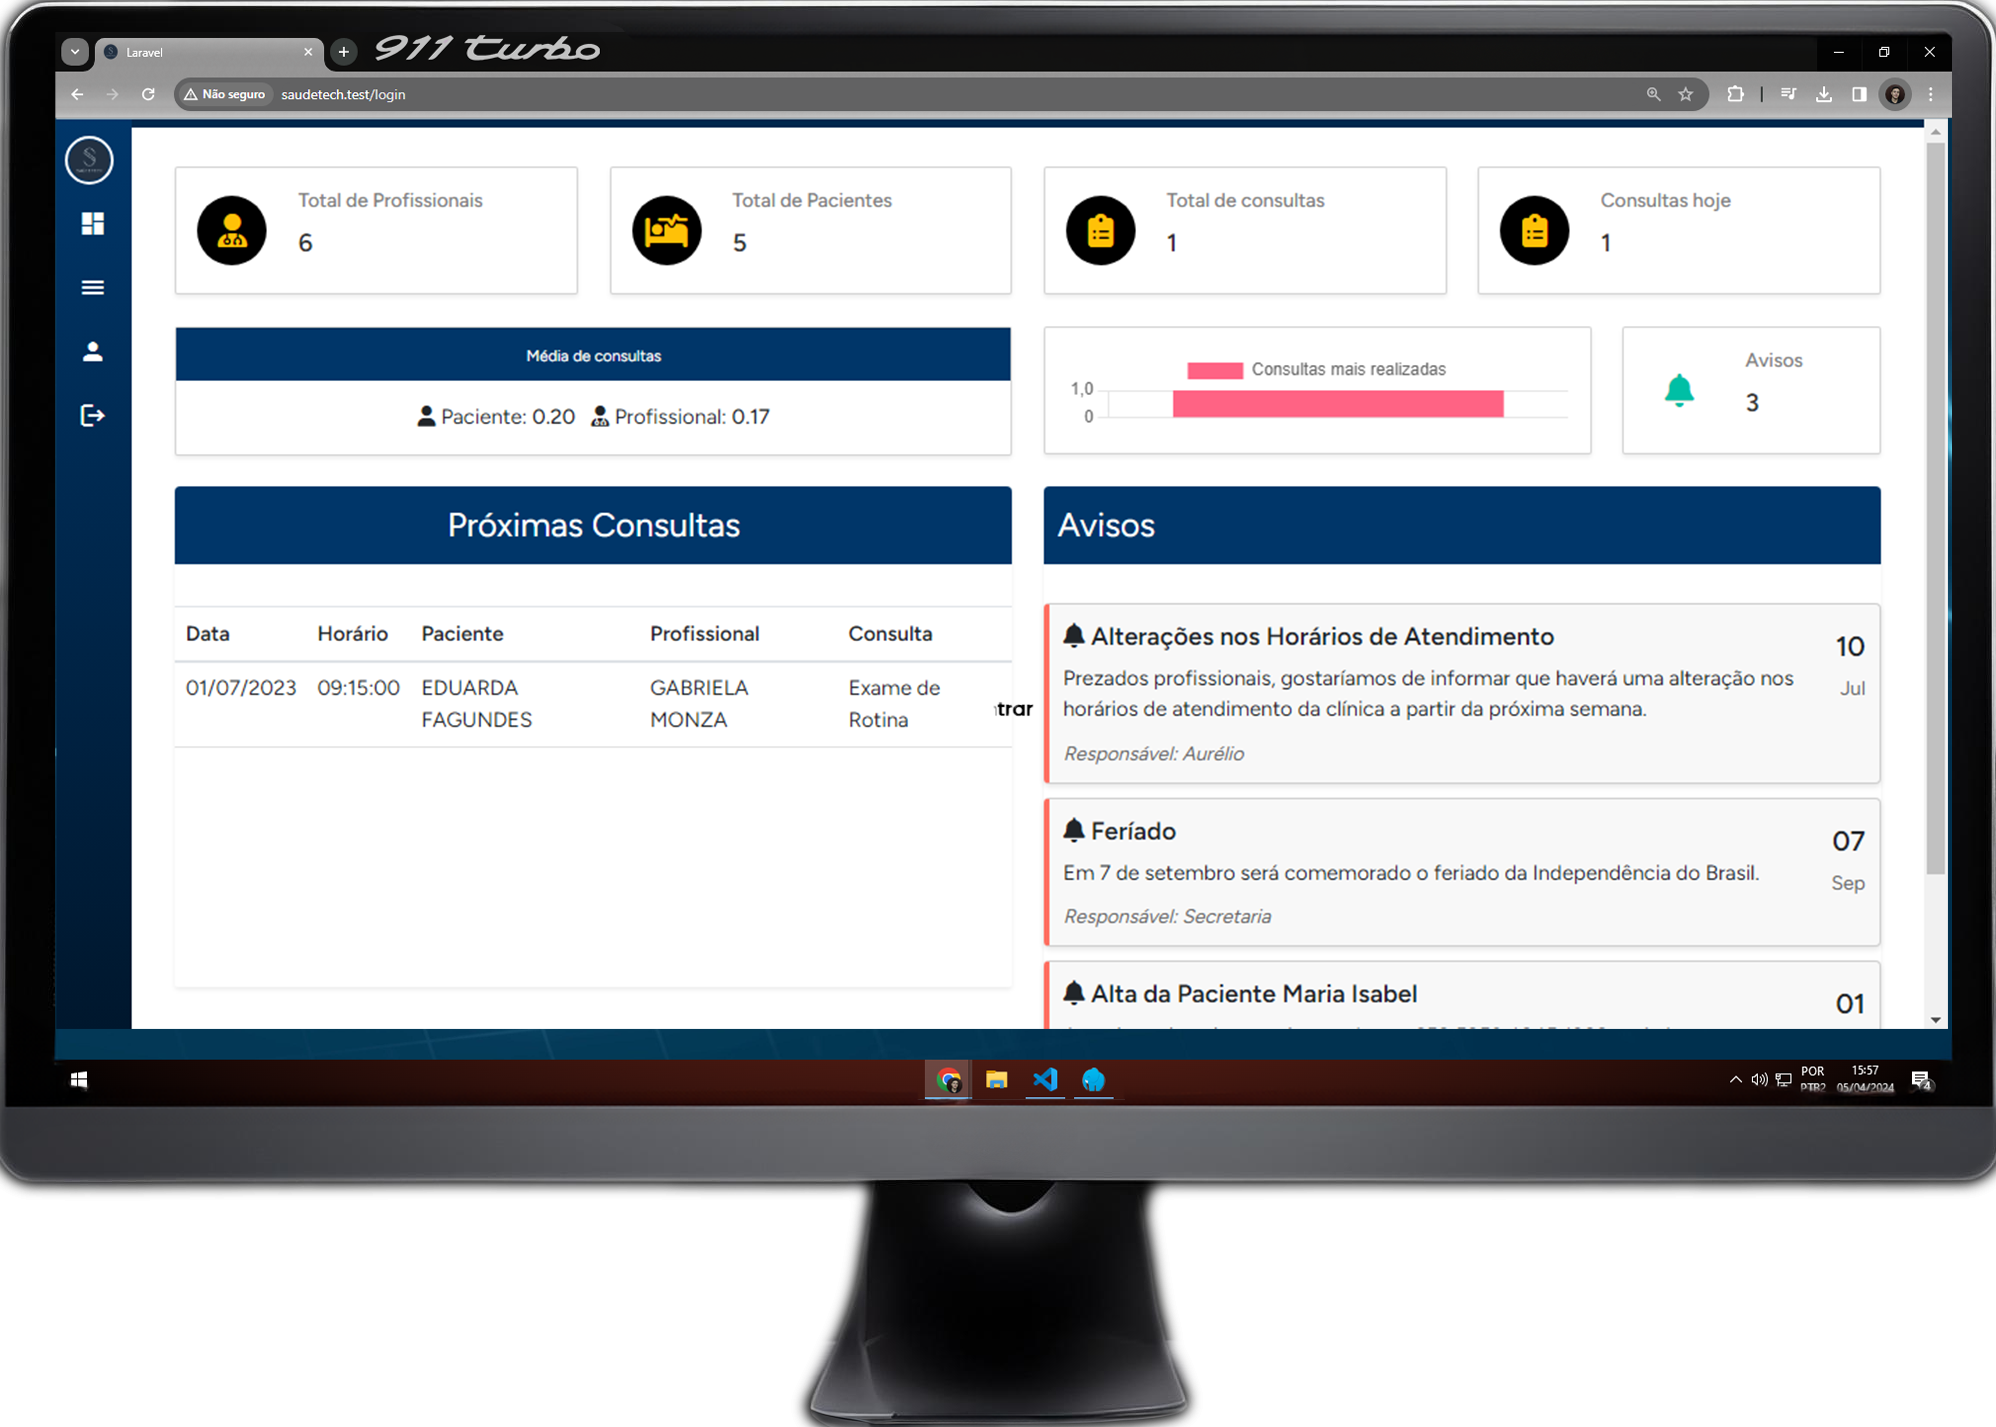 Laravel
911 turbo
Não seguro
saudetech.test/login
Total de Profissionais
6
Total de Pacientes
5
Total de consultas
1
Consultas hoje
1
Média de consultas
Paciente: 0.20 Profissional: 0.17
Consultas mais realizadas
1,0
0
Avisos
3
Próximas Consultas
Data Horário Paciente Profissional Consulta
01/07/2023 09:15:00 EDUARDA GABRIELA Exame de
FAGUNDES MONZA Rotina
trar
Avisos
Alterações nos Horários de Atendimento
10
Jul
Prezados profissionais, gostaríamos de informar que haverá uma alteração nos
horários de atendimento da clínica a partir da próxima semana.
Responsável: Aurélio
Feríado
07
Sep
Em 7 de setembro será comemorado o feriado da Independência do Brasil.
Responsável: Secretaria
Alta da Paciente Maria Isabel
01
POR
PTB2
15:57
05/04/2024
4